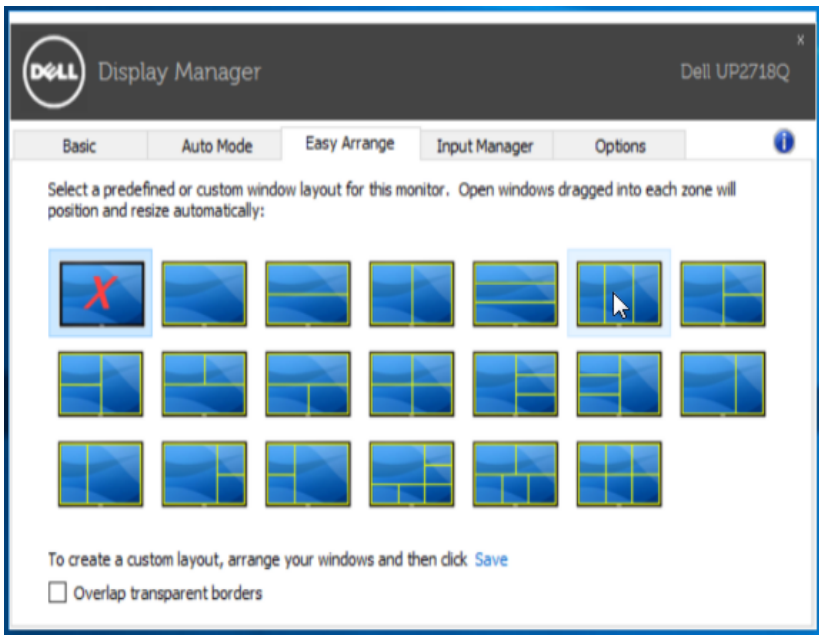 DELL
Display Manager
x
Dell UP2718Q
Basic
Auto Mode
Easy Arrange
Input Manager
Options
i
Select a predefined or custom window layout for this monitor. Open windows dragged into each zone will
position and resize automatically:
X
To create a custom layout, arrange your windows and then click Save
Overlap transparent borders